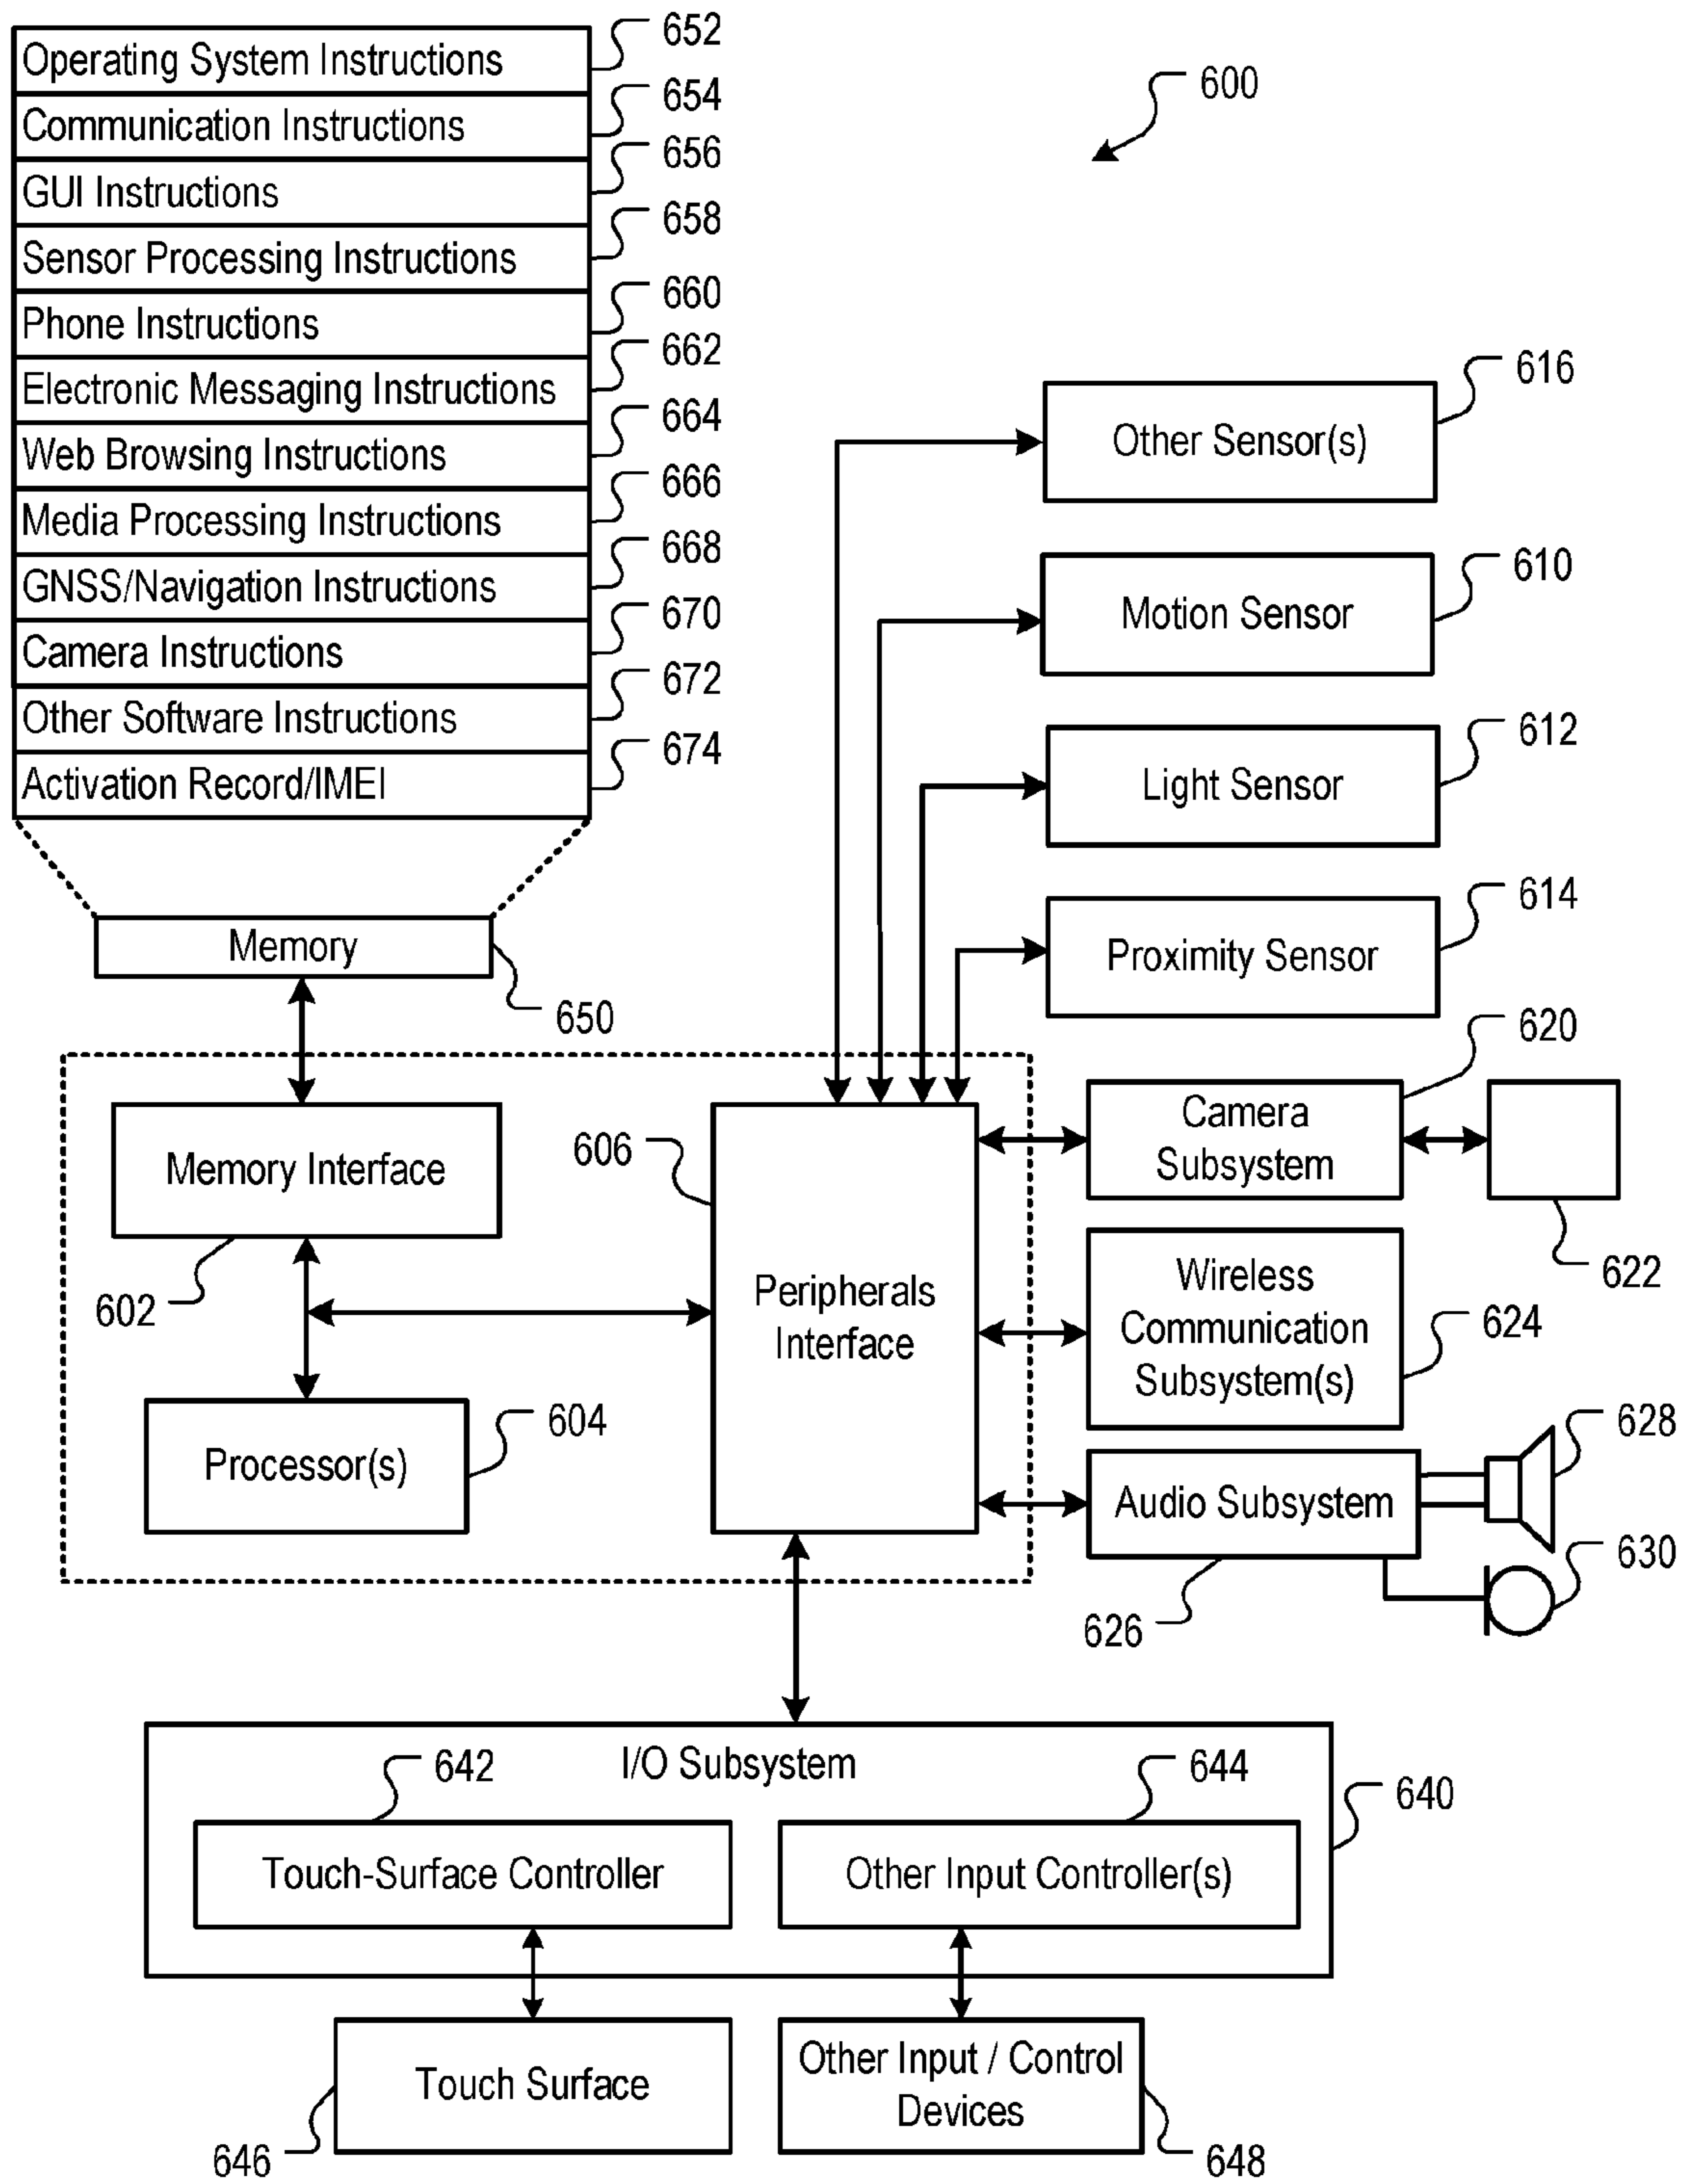 Operating System Instructions
652
Communication Instructions
654
GUI Instructions
656
Sensor Processing Instructions
658
Phone Instructions
660
Electronic Messaging Instructions
662
Web Browsing Instructions
664
Media Processing Instructions
666
GNSS/Navigation Instructions
668
Camera Instructions
670
Other Software Instructions
672
Activation Record/IMEI
674
600
Memory
650
Other Sensor(s)
616
Motion Sensor
610
Light Sensor
612
Proximity Sensor
614
Memory Interface
602
Processor(s)
604
606
Peripherals
Interface
Camera
Subsystem
620
622
Wireless
Communication
Subsystem(s)
624
Audio Subsystem
626
628
630
I/O Subsystem
640
642
Touch-Surface Controller
644
Other Input Controller(s)
Touch Surface
646
Other Input / Control
Devices
648